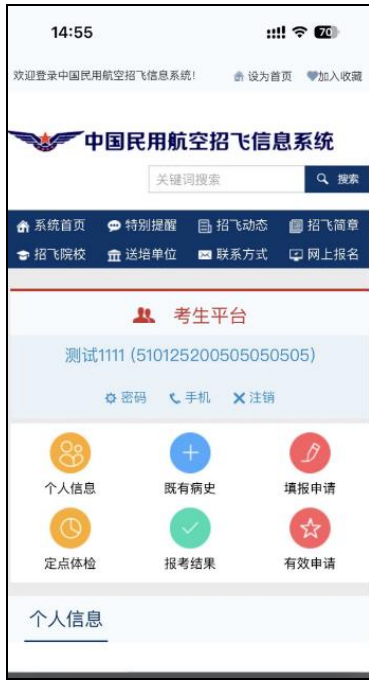 14:55
70
欢迎登录中国民用航空招飞信息系统!
设为首页
加入收藏
中国民用航空招飞信息系统
关键词搜索
搜索
系统首页 特别提醒 招飞动态 招飞简章
招飞院校 送培单位 联系方式 网上报名
考生平台
测试1111 (510125200505050505)
密码 手机 注销
个人信息 既有病史 填报申请
定点体检 报考结果 有效申请
个人信息